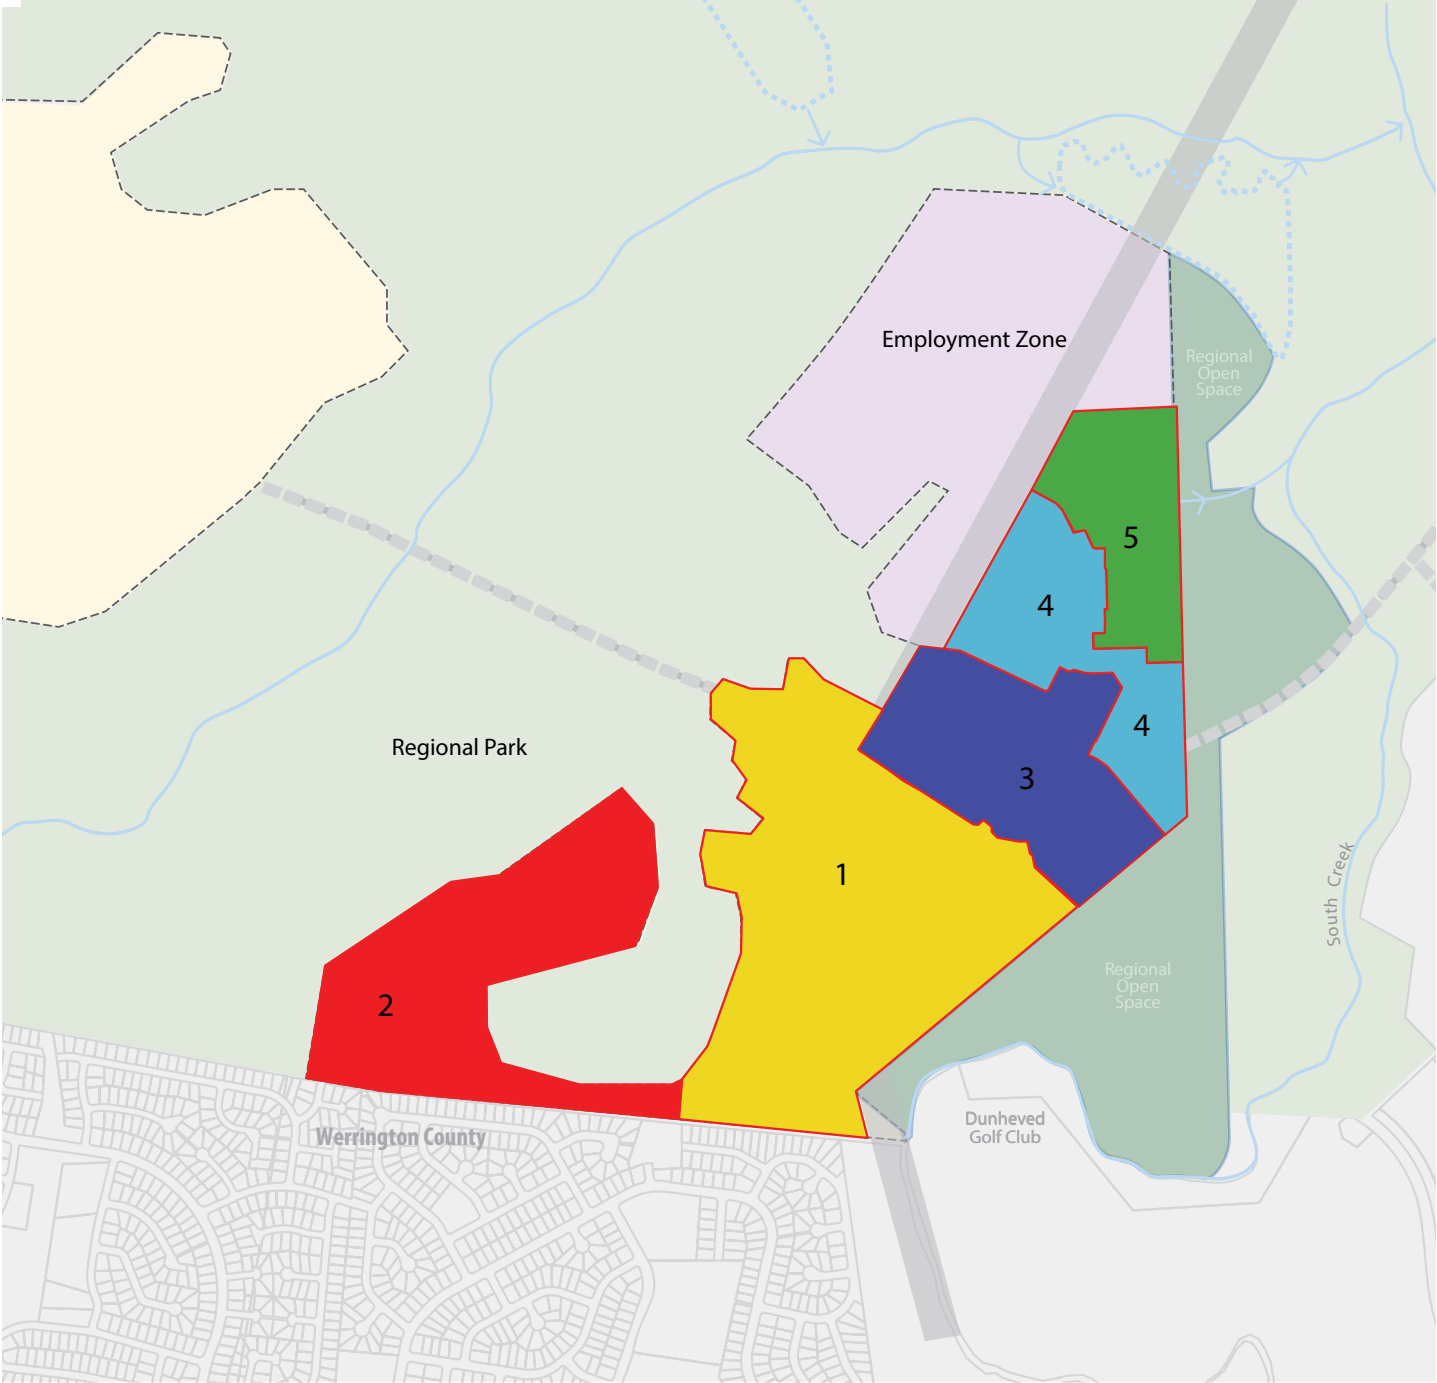 Employment Zone
Regional
Open
Space
5
4
4
Regional Park
3
1
South Creek
2
Regional
Open
Space
Dunheved
Golf Club
Werrington County